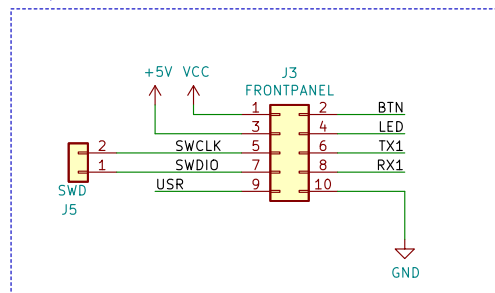 J3
+5V VCC
FRONTPANEL
1 2 BTN
3 4 LED
2 SWCLK 5 6 TX1
1 SWDIO 7 8 RX1
SWD USR 9 10
J5
GND